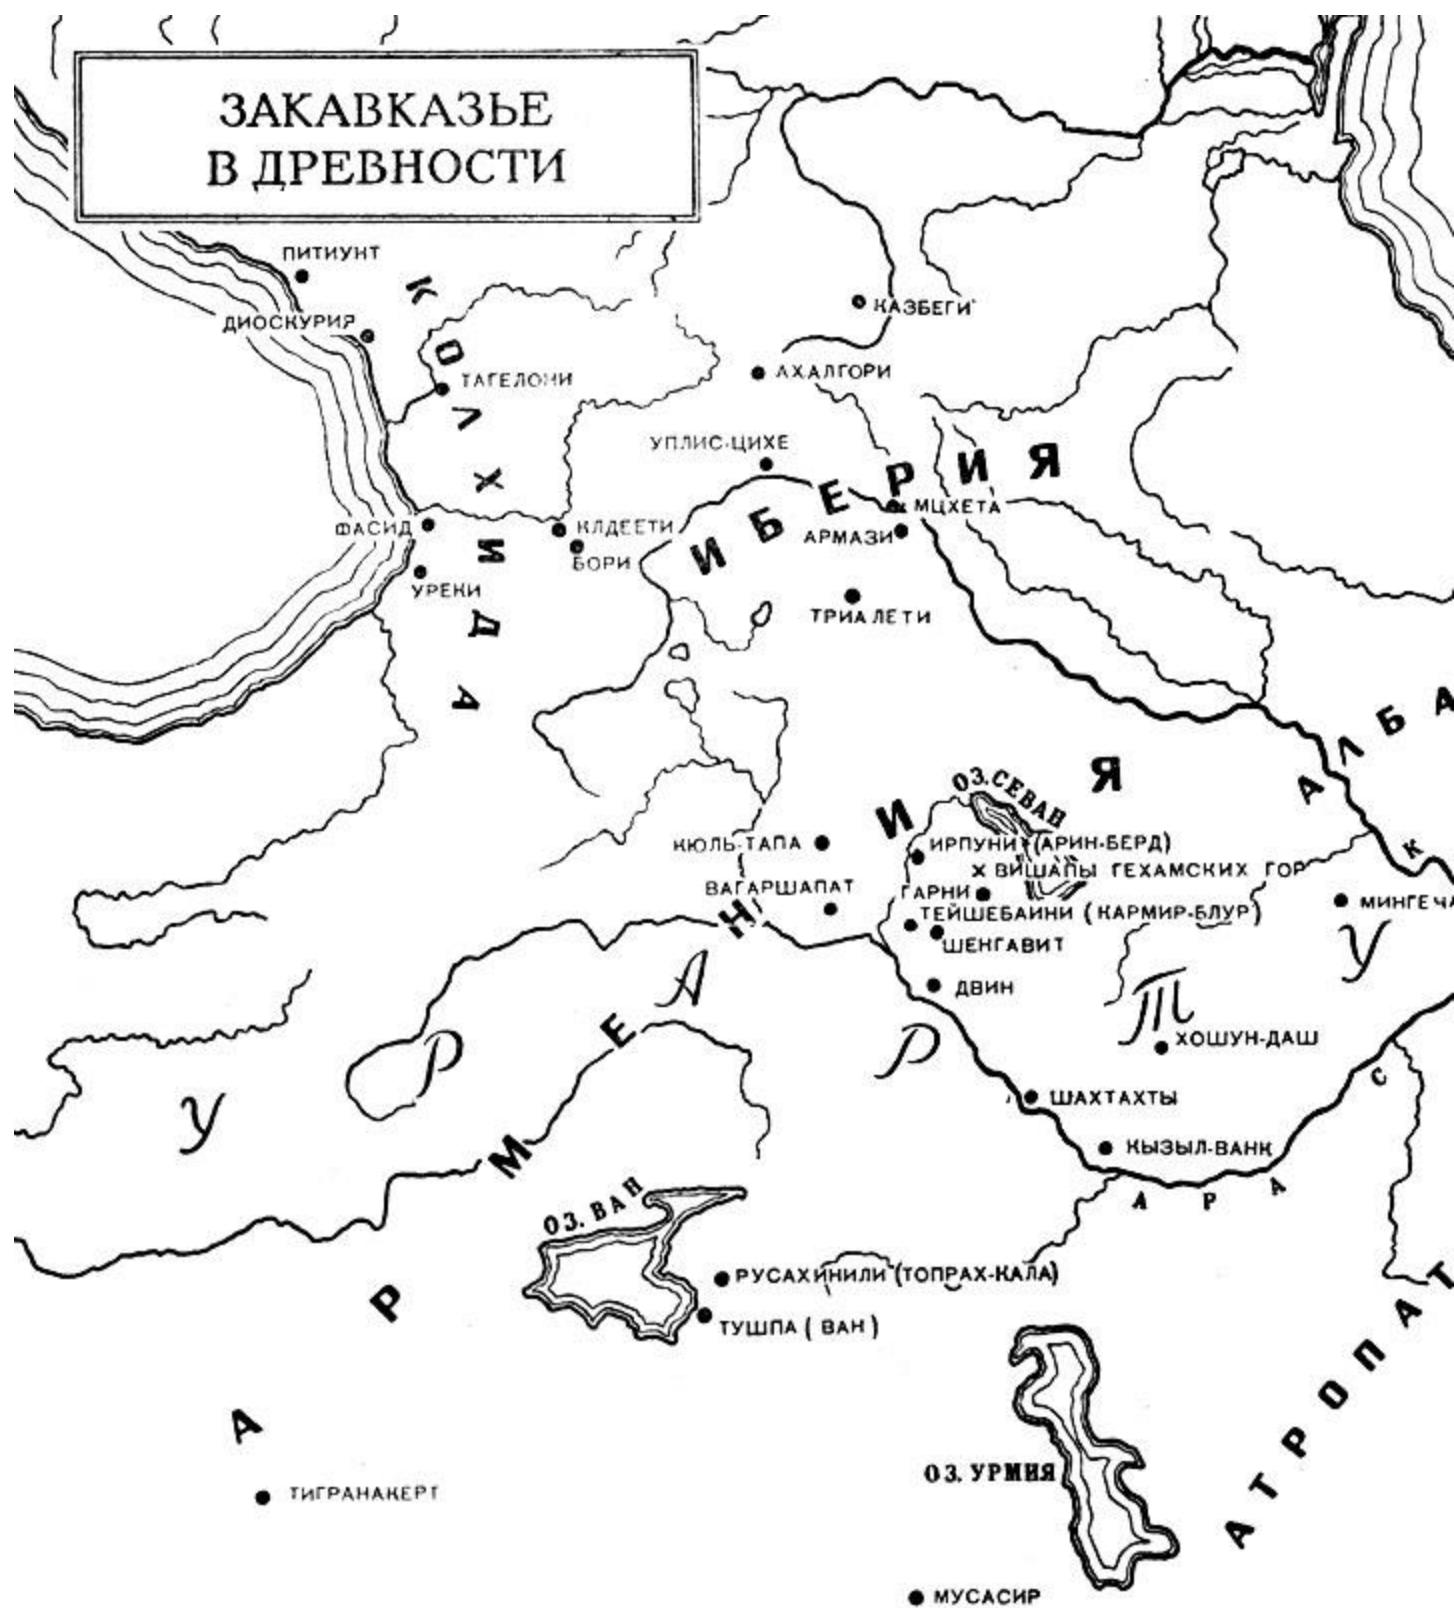 ЗАКАВКАЗЬЕ
В ДРЕВНОСТИ
ПИТИУНТ
КОЛХИДА
ДИОСКУРИЯ
КАЗБЕГИ
ТАГЕЛОНИ
АХАЛГОРИ
УПЛИС-ЦИХЕ
ИБЕРИЯ
МЦХЕТА
ФАСИД
КЛДЕЕТИ
АРМАЗИ
БОРИ
УРЕКИ
ТРИАЛЕТИ
АЛБА
ОЗ. СЕВАН
КЮЛЬ-ТАПА
ИРПУНИ (АРИН-БЕРД)
× ВИШАПЫ ГЕХАМСКИХ ГОР
ВАГАРШАПАТ
ГАРНИ
МИНГЕЧА
ТЕЙШЕБАИНИ (КАРМИР-БЛУР)
ШЕНГАВИТ
ДВИН
АРМЕНИЯ
УРАРТУ
ХОШУН-ДАШ
ШАХТАХТЫ
КЫЗЫЛ-ВАНК
АРАС
К
ОЗ. ВАН
РУСАХИНИЛИ (ТОПРАХ-КАЛА)
ТУШПА (ВАН)
АТРОПАТ
ОЗ. УРМИЯ
ТИГРАНАКЕРТ
МУСАСИР